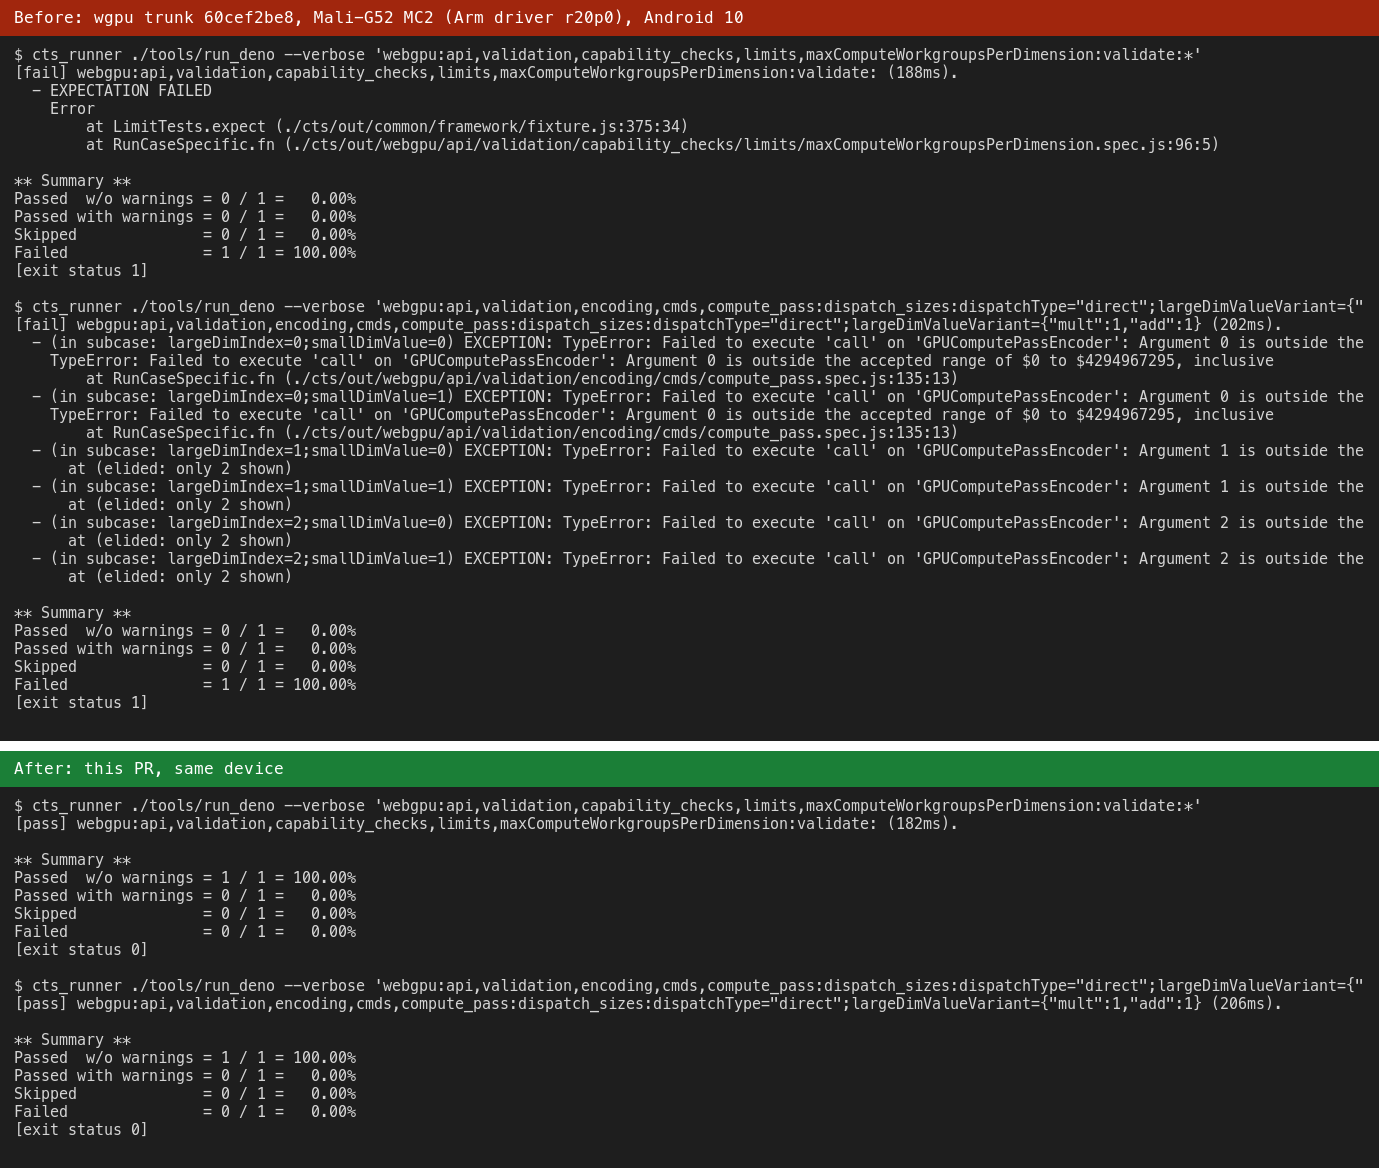 Before: wgpu trunk 60cef2be8, Mali-G52 MC2 (Arm driver r20p0), Android 10
$ cts_runner ./tools/run_deno --verbose 'webgpu:api,validation,capability_checks,limits,maxComputeWorkgroupsPerDimension:validate:*'
[fail] webgpu:api,validation,capability_checks,limits,maxComputeWorkgroupsPerDimension:validate: (188ms).
  - EXPECTATION FAILED
    Error
        at LimitTests.expect (./cts/out/common/framework/fixture.js:375:34)
        at RunCaseSpecific.fn (./cts/out/webgpu/api/validation/capability_checks/limits/maxComputeWorkgroupsPerDimension.spec.js:96:5)
** Summary **
Passed  w/o warnings = 0 / 1 =   0.00%
Passed with warnings = 0 / 1 =   0.00%
Skipped              = 0 / 1 =   0.00%
Failed               = 1 / 1 = 100.00%
[exit status 1]
$ cts_runner ./tools/run_deno --verbose 'webgpu:api,validation,encoding,cmds,compute_pass:dispatch_sizes:dispatchType="direct";largeDimValueVariant={"
[fail] webgpu:api,validation,encoding,cmds,compute_pass:dispatch_sizes:dispatchType="direct";largeDimValueVariant={"mult":1,"add":1} (202ms).
  - (in subcase: largeDimIndex=0;smallDimValue=0) EXCEPTION: TypeError: Failed to execute 'call' on 'GPUComputePassEncoder': Argument 0 is outside the
    TypeError: Failed to execute 'call' on 'GPUComputePassEncoder': Argument 0 is outside the accepted range of $0 to $4294967295, inclusive
        at RunCaseSpecific.fn (./cts/out/webgpu/api/validation/encoding/cmds/compute_pass.spec.js:135:13)
  - (in subcase: largeDimIndex=0;smallDimValue=1) EXCEPTION: TypeError: Failed to execute 'call' on 'GPUComputePassEncoder': Argument 0 is outside the
    TypeError: Failed to execute 'call' on 'GPUComputePassEncoder': Argument 0 is outside the accepted range of $0 to $4294967295, inclusive
        at RunCaseSpecific.fn (./cts/out/webgpu/api/validation/encoding/cmds/compute_pass.spec.js:135:13)
  - (in subcase: largeDimIndex=1;smallDimValue=0) EXCEPTION: TypeError: Failed to execute 'call' on 'GPUComputePassEncoder': Argument 1 is outside the
      at (elided: only 2 shown)
  - (in subcase: largeDimIndex=1;smallDimValue=1) EXCEPTION: TypeError: Failed to execute 'call' on 'GPUComputePassEncoder': Argument 1 is outside the
      at (elided: only 2 shown)
  - (in subcase: largeDimIndex=2;smallDimValue=0) EXCEPTION: TypeError: Failed to execute 'call' on 'GPUComputePassEncoder': Argument 2 is outside the
      at (elided: only 2 shown)
  - (in subcase: largeDimIndex=2;smallDimValue=1) EXCEPTION: TypeError: Failed to execute 'call' on 'GPUComputePassEncoder': Argument 2 is outside the
      at (elided: only 2 shown)
** Summary **
Passed  w/o warnings = 0 / 1 =   0.00%
Passed with warnings = 0 / 1 =   0.00%
Skipped              = 0 / 1 =   0.00%
Failed               = 1 / 1 = 100.00%
[exit status 1]
After: this PR, same device
$ cts_runner ./tools/run_deno --verbose 'webgpu:api,validation,capability_checks,limits,maxComputeWorkgroupsPerDimension:validate:*'
[pass] webgpu:api,validation,capability_checks,limits,maxComputeWorkgroupsPerDimension:validate: (182ms).
** Summary **
Passed  w/o warnings = 1 / 1 = 100.00%
Passed with warnings = 0 / 1 =   0.00%
Skipped              = 0 / 1 =   0.00%
Failed               = 0 / 1 =   0.00%
[exit status 0]
$ cts_runner ./tools/run_deno --verbose 'webgpu:api,validation,encoding,cmds,compute_pass:dispatch_sizes:dispatchType="direct";largeDimValueVariant={"
[pass] webgpu:api,validation,encoding,cmds,compute_pass:dispatch_sizes:dispatchType="direct";largeDimValueVariant={"mult":1,"add":1} (206ms).
** Summary **
Passed  w/o warnings = 1 / 1 = 100.00%
Passed with warnings = 0 / 1 =   0.00%
Skipped              = 0 / 1 =   0.00%
Failed               = 0 / 1 =   0.00%
[exit status 0]